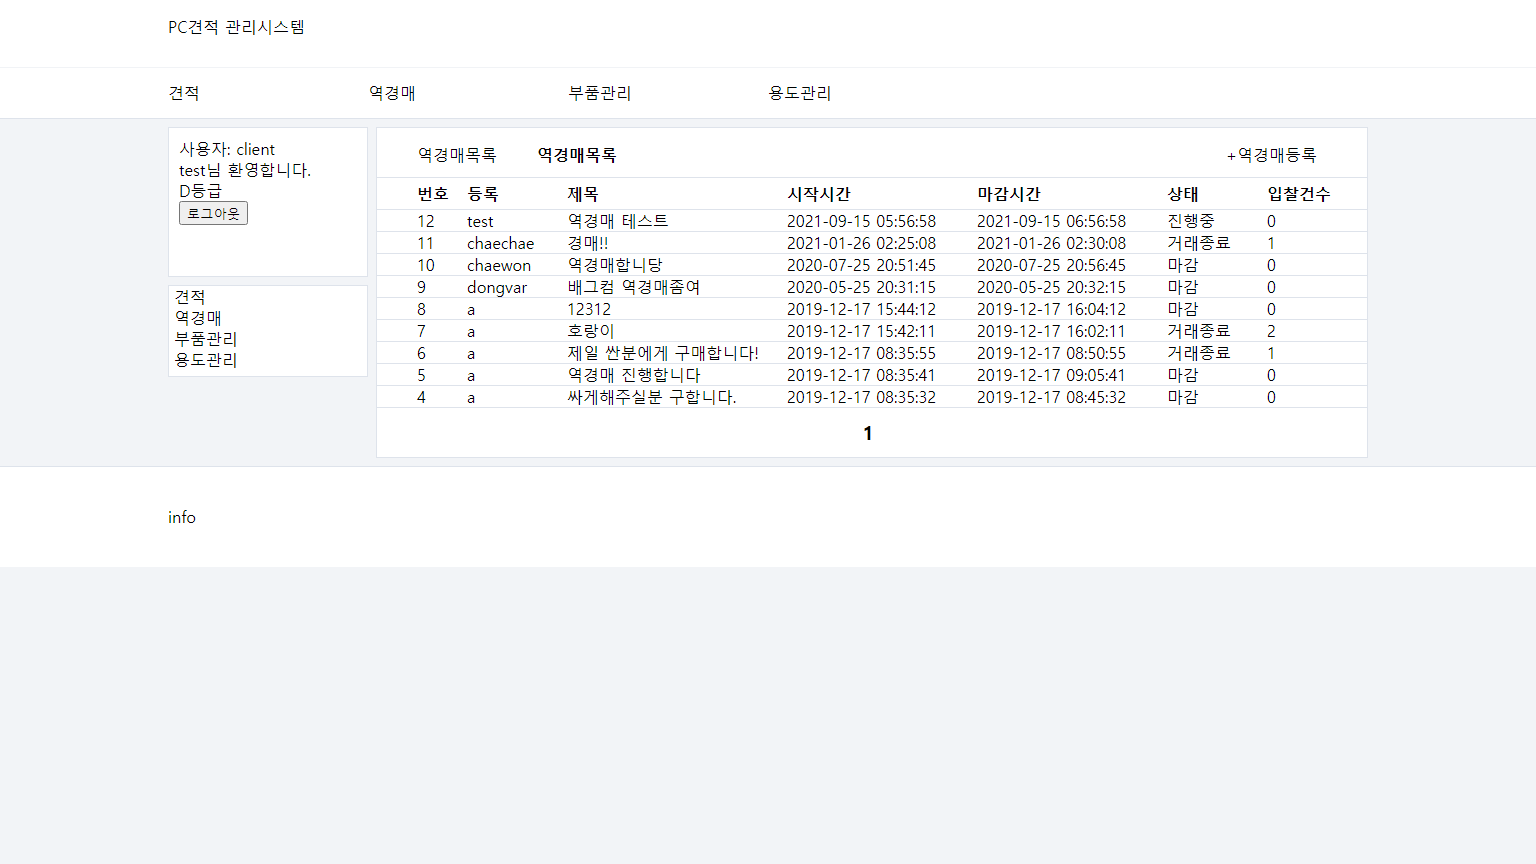 PC견적 관리시스템
견적 역경매 부품관리 용도관리
사용자: client
test님 환영합니다.
D등급
로그아웃
견적
역경매
부품관리
용도관리
역경매목록 역경매목록 +역경매등록
번호 등록 제목 시작시간 마감시간 상태 입찰건수
12 test 역경매 테스트 2021-09-15 05:56:58 2021-09-15 06:56:58 진행중 0
11 chaechae 경매!! 2021-01-26 02:25:08 2021-01-26 02:30:08 거래종료 1
10 chaewon 역경매합니당 2020-07-25 20:51:45 2020-07-25 20:56:45 마감 0
9 dongvar 배그컴 역경매좀여 2020-05-25 20:31:15 2020-05-25 20:32:15 마감 0
8 a 12312 2019-12-17 15:44:12 2019-12-17 16:04:12 마감 0
7 a 호랑이 2019-12-17 15:42:11 2019-12-17 16:02:11 거래종료 2
6 a 제일 싼분에게 구매합니다! 2019-12-17 08:35:55 2019-12-17 08:50:55 거래종료 1
5 a 역경매 진행합니다 2019-12-17 08:35:41 2019-12-17 09:05:41 마감 0
4 a 싸게해주실분 구합니다. 2019-12-17 08:35:32 2019-12-17 08:45:32 마감 0
1
info